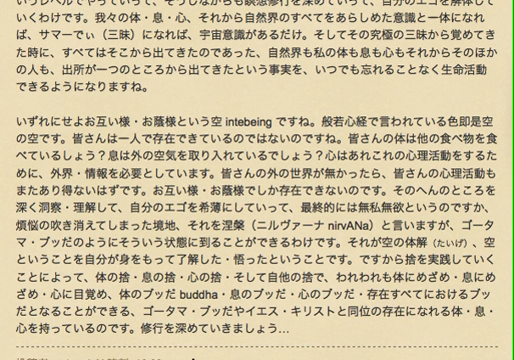 いうレベルでやっていって、そうしながらも瞑想修行を深めていって、自分のエゴを解体して
いくわけです。我々の体・息・心、それから自然界のすべてをあらしめた意識と一体になれ
ば、サマーでぃ（三昧）になれば、宇宙意識があるだけ。そしてその究極の三昧から覚めてき
た時に、すべてはそこから出てきたのであった、自然界も私の体も息も心もそれからそのほか
の人も、出所が一つのところから出てきたという事実を、いつでも忘れることなく生命活動
できるようになりますね。
いずれにせよお互い様・お蔭様という空 intebeing ですね。般若心経で言われている色即是空
の空です。皆さんは一人で存在できているのではないのですね。皆さんの体は他の食べ物を食
べているしょう？息は外の空気を取り入れているでしょう？心はあれこれの心理活動をするた
めに、外界・情報を必要としています。皆さんの外の世界が無かったら、皆さんの心理活動も
またあり得ないはずです。お互い様・お蔭様でしか存在できないのです。そのへんのところを
深く洞察・理解して、自分のエゴを希薄にしていって、最終的には無私無欲というのですか、
煩悩の吹き消えてしまった境地、それを涅槃（ニルヴァーナ nirvANa）と言いますが、ゴータ
マ・ブッだのようにそういう状態に到ることができるわけです。それが空の体解（たいげ）、空
ということを自分が身をもって了解した・悟ったということです。ですから捨を実践していく
ことによって、体の捨・息の捨・心の捨・そして自他の捨で、われわれも体にめざめ・息にめ
ざめ・心に目覚め、体のブッだ buddha・息のブッだ・心のブッだ・存在すべてにおけるブッ
だとなることができる、ゴータマ・ブッだやイエス・キリストと同位の存在になれる体・息・
心を持っているのです。修行を深めていきましょう...